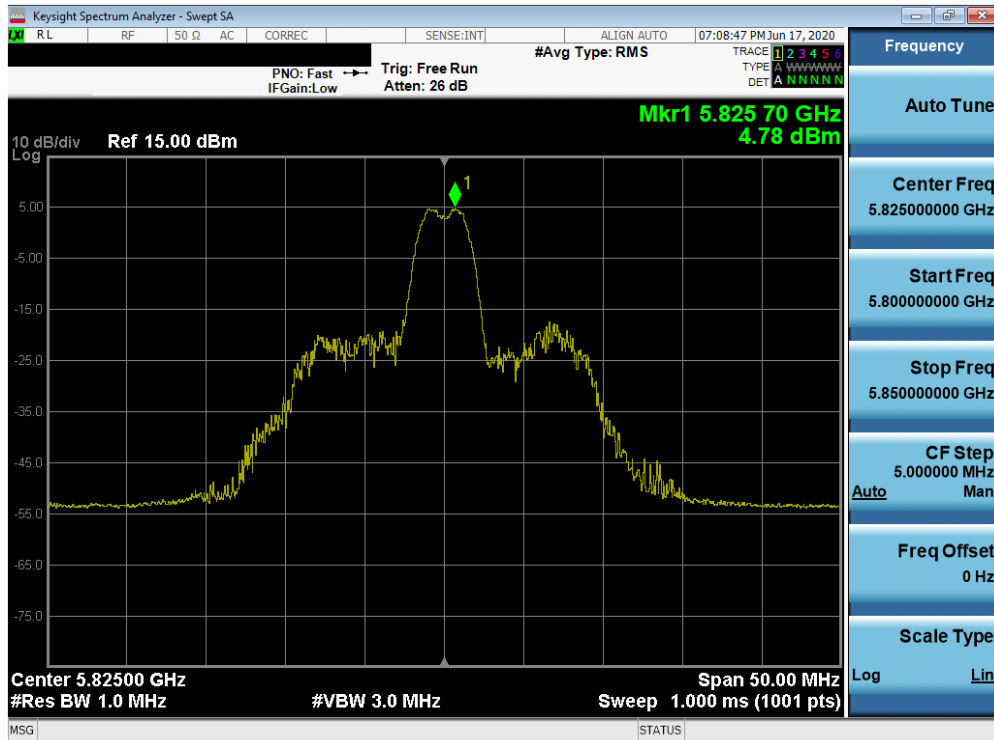 Keysight Spectrum Analyzer - Swept SA
LXI RL RF 50 Ω AC CORREC SENSE:INT ALIGN AUTO 07:08:47 PM Jun 17, 2020
Frequency
#Avg Type: RMS TRACE 1 2 3 4 5 6
PNO: Fast Trig: Free Run TYPE A WWWWW
IFGain:Low Atten: 26 dB DET A N N N N N
Auto Tune
Mkr1 5.825 70 GHz
4.78 dBm
10 dB/div Ref 15.00 dBm
Log
1
5.00
-5.00
-15.0
-25.0
-35.0
-45.0
-55.0
-65.0
-75.0
Center Freq
5.825000000 GHz
Start Freq
5.800000000 GHz
Stop Freq
5.850000000 GHz
CF Step
5.000000 MHz
Auto Man
Freq Offset
0 Hz
Scale Type
Log Lin
Center 5.82500 GHz Span 50.00 MHz
#Res BW 1.0 MHz #VBW 3.0 MHz Sweep 1.000 ms (1001 pts)
MSG STATUS